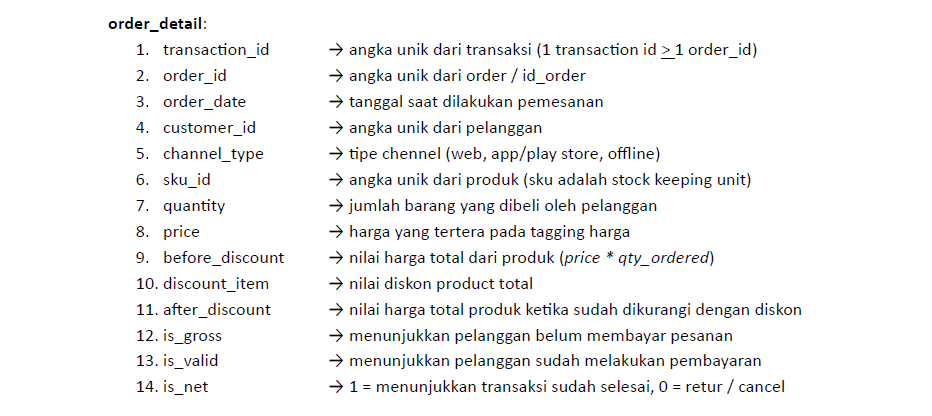 order_detail:
1. transaction_id → angka unik dari transaksi (1 transaction id > 1 order_id)
2. order_id → angka unik dari order / id_order
3. order_date → tanggal saat dilakukan pemesanan
4. customer_id → angka unik dari pelanggan
5. channel_type → tipe chennel (web, app/play store, offline)
6. sku_id → angka unik dari produk (sku adalah stock keeping unit)
7. quantity → jumlah barang yang dibeli oleh pelanggan
8. price → harga yang tertera pada tagging harga
9. before_discount → nilai harga total dari produk (price * qty_ordered)
10. discount_item → nilai diskon product total
11. after_discount → nilai harga total produk ketika sudah dikurangi dengan diskon
12. is_gross → menunjukkan pelanggan belum membayar pesanan
13. is_valid → menunjukkan pelanggan sudah melakukan pembayaran
14. is_net → 1 = menunjukkan transaksi sudah selesai, 0 = retur / cancel